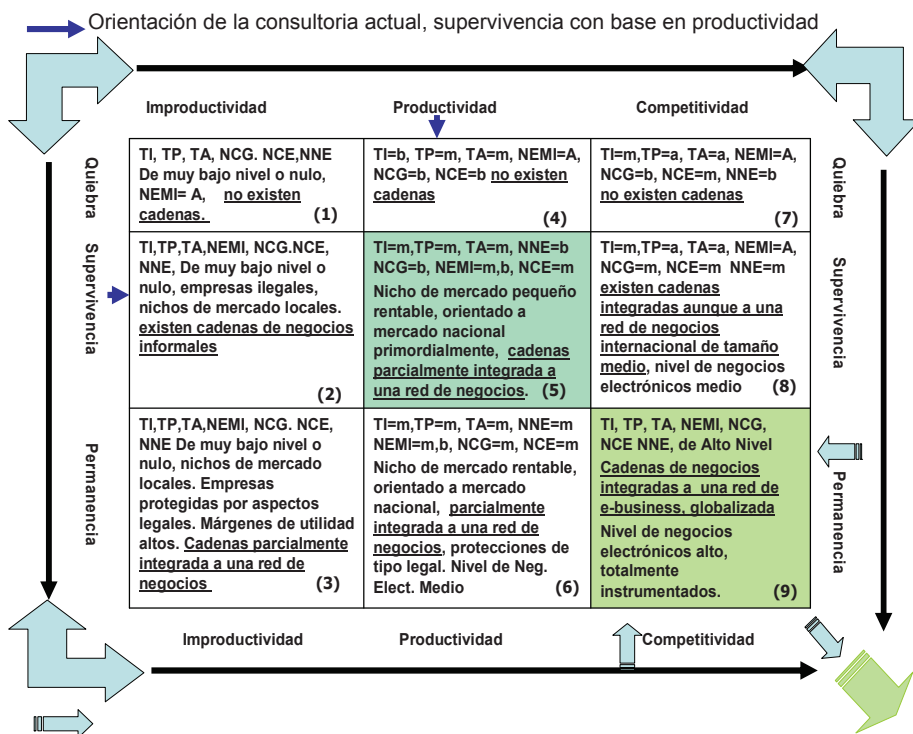 Orientación de la consultoria actual, supervivencia con base en productividad
Improductividad
Productividad
Competitividad
Quiebra
TI, TP, TA, NCG. NCE,NNE
De muy bajo nivel o nulo,
NEMI= A, no existen
cadenas. (1)
TI=b, TP=m, TA=m, NEMI=A,
NCG=b, NCE=b no existen
cadenas
(4)
TI=m,TP=a, TA=a, NEMI=A,
NCG=b, NCE=m, NNE=b
no existen cadenas
(7)
Quiebra
Supervivencia
TI,TP,TA,NEMI, NCG.NCE,
NNE, De muy bajo nivel o
nulo, empresas ilegales,
nichos de mercado locales.
existen cadenas de negocios
informales
(2)
TI=m,TP=m, TA=m, NNE=b
NCG=b, NEMI=m,b, NCE=m
Nicho de mercado pequeño
rentable, orientado a
mercado nacional
primordialmente, cadenas
parcialmente integrada a
una red de negocios. (5)
TI=m,TP=a, TA=a, NEMI=A,
NCG=m, NCE=m NNE=m
existen cadenas
integradas aunque a una
red de negocios
internacional de tamaño
medio, nivel de negocios
electrónicos medio (8)
Supervivencia
Permanencia
TI,TP,TA,NEMI, NCG. NCE,
NNE De muy bajo nivel o
nulo, nichos de mercado
locales. Empresas
protegidas por aspectos
legales. Márgenes de utilidad
altos. Cadenas parcialmente
integrada a una red de
negocios (3)
TI=m,TP=m, TA=m, NNE=m
NEMI=m,b, NCG=m, NCE=m
Nicho de mercado rentable,
orientado a mercado
nacional, parcialmente
integrada a una red de
negocios, protecciones de
tipo legal. Nivel de Neg.
Elect. Medio (6)
TI, TP, TA, NEMI, NCG,
NCE NNE, de Alto Nivel
Cadenas de negocios
integradas a una red de
e-business, globalizada
Nivel de negocios
electrónicos alto,
totalmente
instrumentados. (9)
Permanencia
Improductividad
Productividad
Competitividad